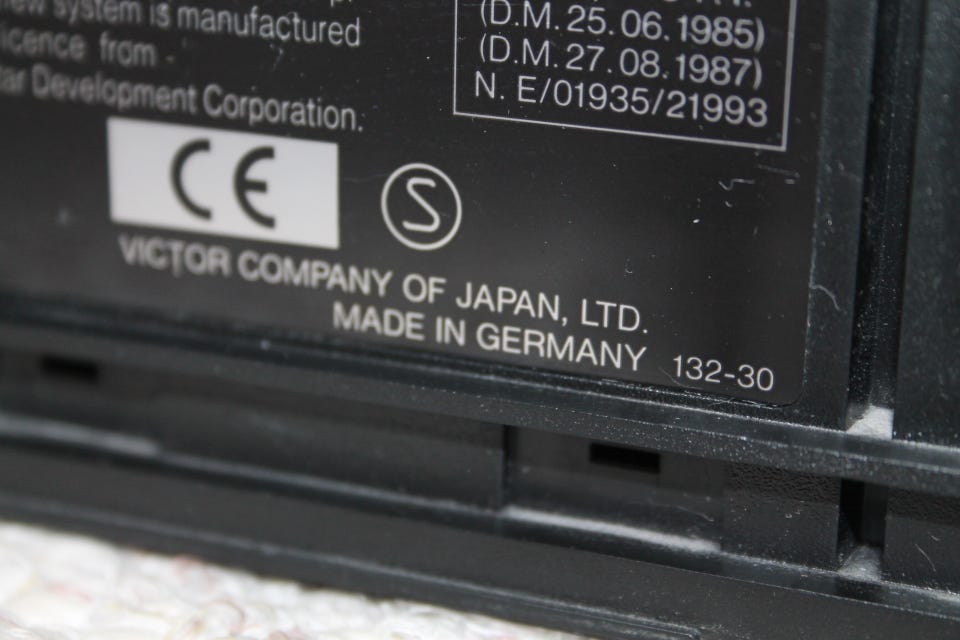 new system is manufactured
licence from
Development Corporation.
(D.M. 25.06.1985)
(D.M. 27.08.1987)
N. E/01935/21993
CE
S
VICTOR COMPANY OF JAPAN, LTD.
MADE IN GERMANY 132-30